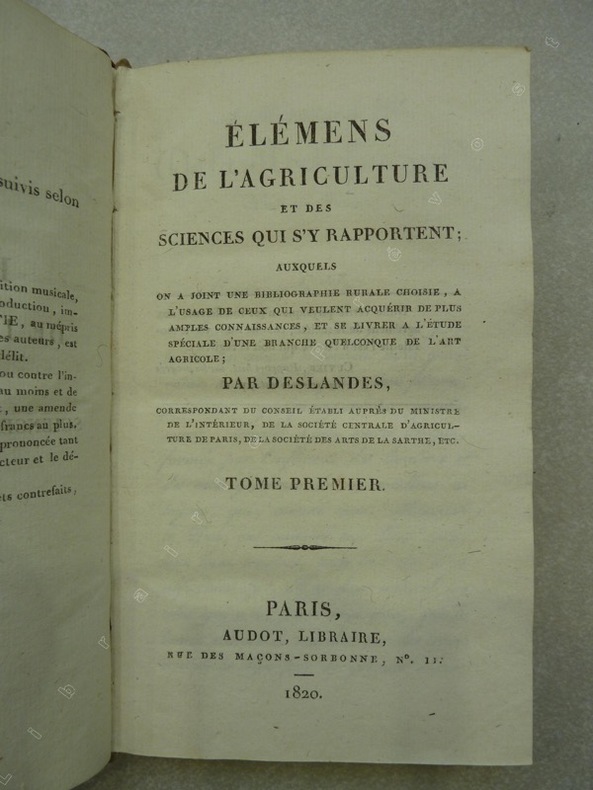 suivis selon
ition musicale,
oduction, im-
IE, au mépris
es auteurs, est
délit.
ou contre l'in-
au moins et de
, une amende
francs au plus.
prononcée tant
cteur et le dé-
ets contrefaits,
ÉLÉMENS
DE L'AGRICULTURE
ET DES
SCIENCES QUI S'Y RAPPORTENT;
AUXQUELS
ON A JOINT UNE BIBLIOGRAPHIE RURALE CHOISIE, A
L'USAGE DE CEUX QUI VEULENT ACQUÉRIR DE PLUS
AMPLES CONNAISSANCES, ET SE LIVRER A L'ÉTUDE
SPÉCIALE D'UNE BRANCHE QUELCONQUE DE L'ART
AGRICOLE;
PAR DESLANDES,
CORRESPONDANT DU CONSEIL ÉTABLI AUPRÉS DU MINISTRE
DE L'INTÉRIEUR, DE LA SOCIÉTÉ CENTRALE D'AGRICUL-
TURE DE PARIS, DE LA SOCIÉTÉ DES ARTS DE LA SARTHE, ETC.
TOME PREMIER.
PARIS,
AUDOT, LIBRAIRE,
RUE DES MAÇONS-SORBONNE, Nº. 11.
1820.